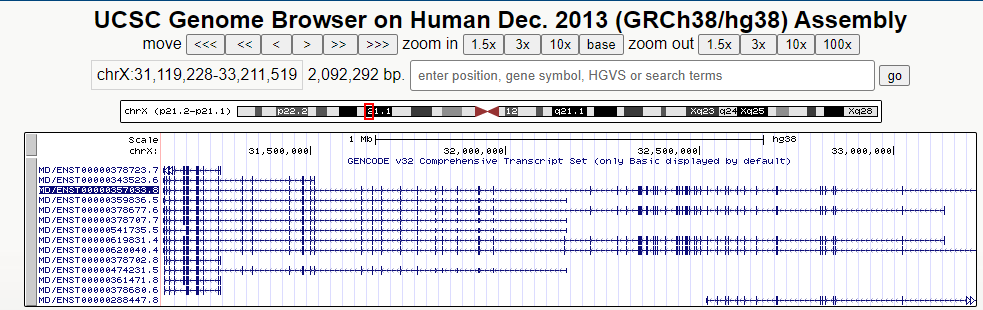 UCSC Genome Browser on Human Dec. 2013 (GRCh38/hg38) Assembly
move <<< << < > >> >>> zoom in 1.5x 3x 10x base zoom out 1.5x 3x 10x 100x
chrX:31,119,228-33,211,519 2,092,292 bp. enter position, gene symbol, HGVS or search terms go
chrX (p21.2-p21.1) p22.2 21.1 12 q21.1 Xq23 q24 Xq25 Xq28
Scale 1 Mb hg38
chrX: 31,500,000 32,000,000 32,500,000 33,000,000
GENCODE v32 Comprehensive Transcript Set (only Basic displayed by default)
MD/ENST00000378723.7
MD/ENST00000343523.6
MD/ENST00000357033.8
MD/ENST00000359836.5
MD/ENST00000378677.6
MD/ENST00000378707.7
MD/ENST00000541735.5
MD/ENST00000619831.4
MD/ENST00000620040.4
MD/ENST00000378702.8
MD/ENST00000474231.5
MD/ENST00000361471.8
MD/ENST00000378680.6
MD/ENST00000288447.8